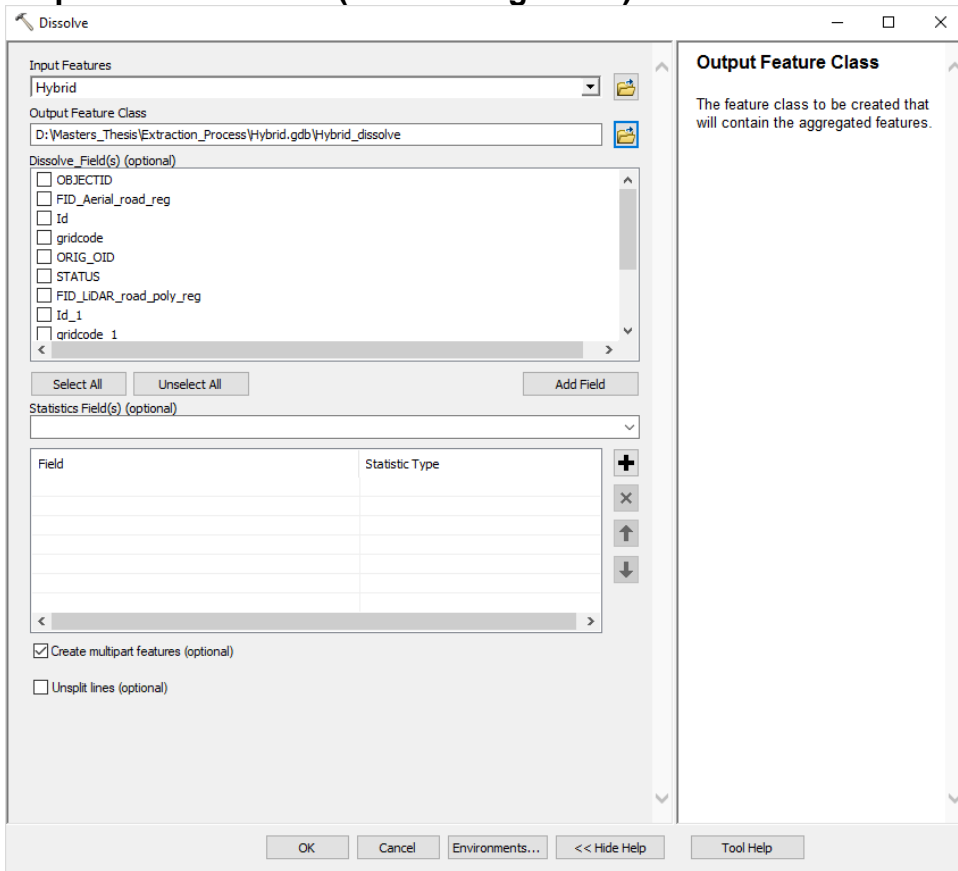 Dissolve
Input Features
Hybrid
Output Feature Class
D:\Masters_Thesis\Extraction_Process\Hybrid.gdb\Hybrid_dissolve
Dissolve_Field(s) (optional)
OBJECTID
FID_Aerial_road_reg
Id
gridcode
ORIG_OID
STATUS
FID_LiDAR_road_poly_reg
Id_1
gridcode_1
Select All Unselect All Add Field
Statistics Field(s) (optional)
Field Statistic Type
Create multipart features (optional)
Unsplit lines (optional)
OK Cancel Environments... << Hide Help Tool Help
Output Feature Class
The feature class to be created that
will contain the aggregated features.